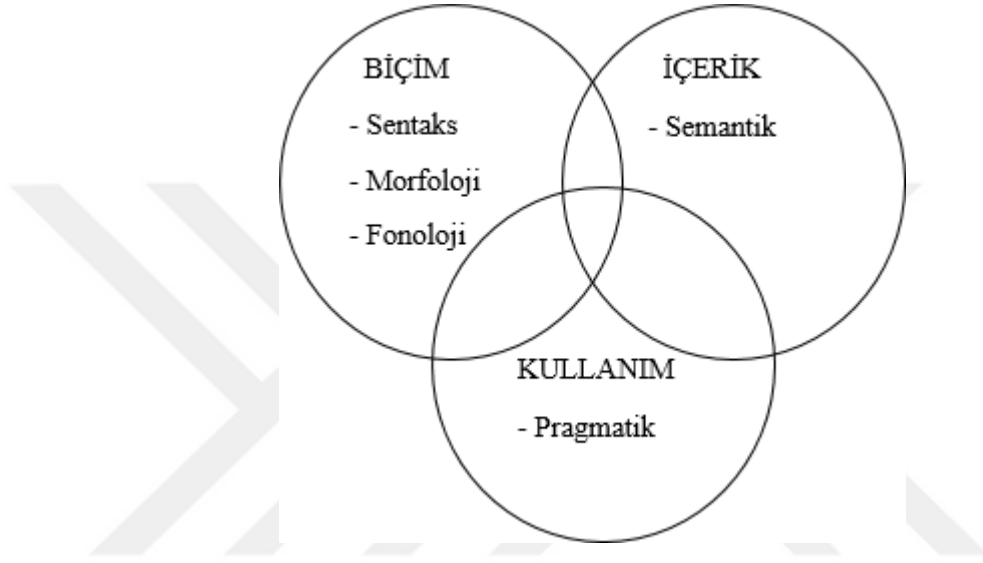 BİÇİM
- Sentaks
- Morfoloji
- Fonoloji
İÇERİK
- Semantik
KULLANIM
- Pragmatik